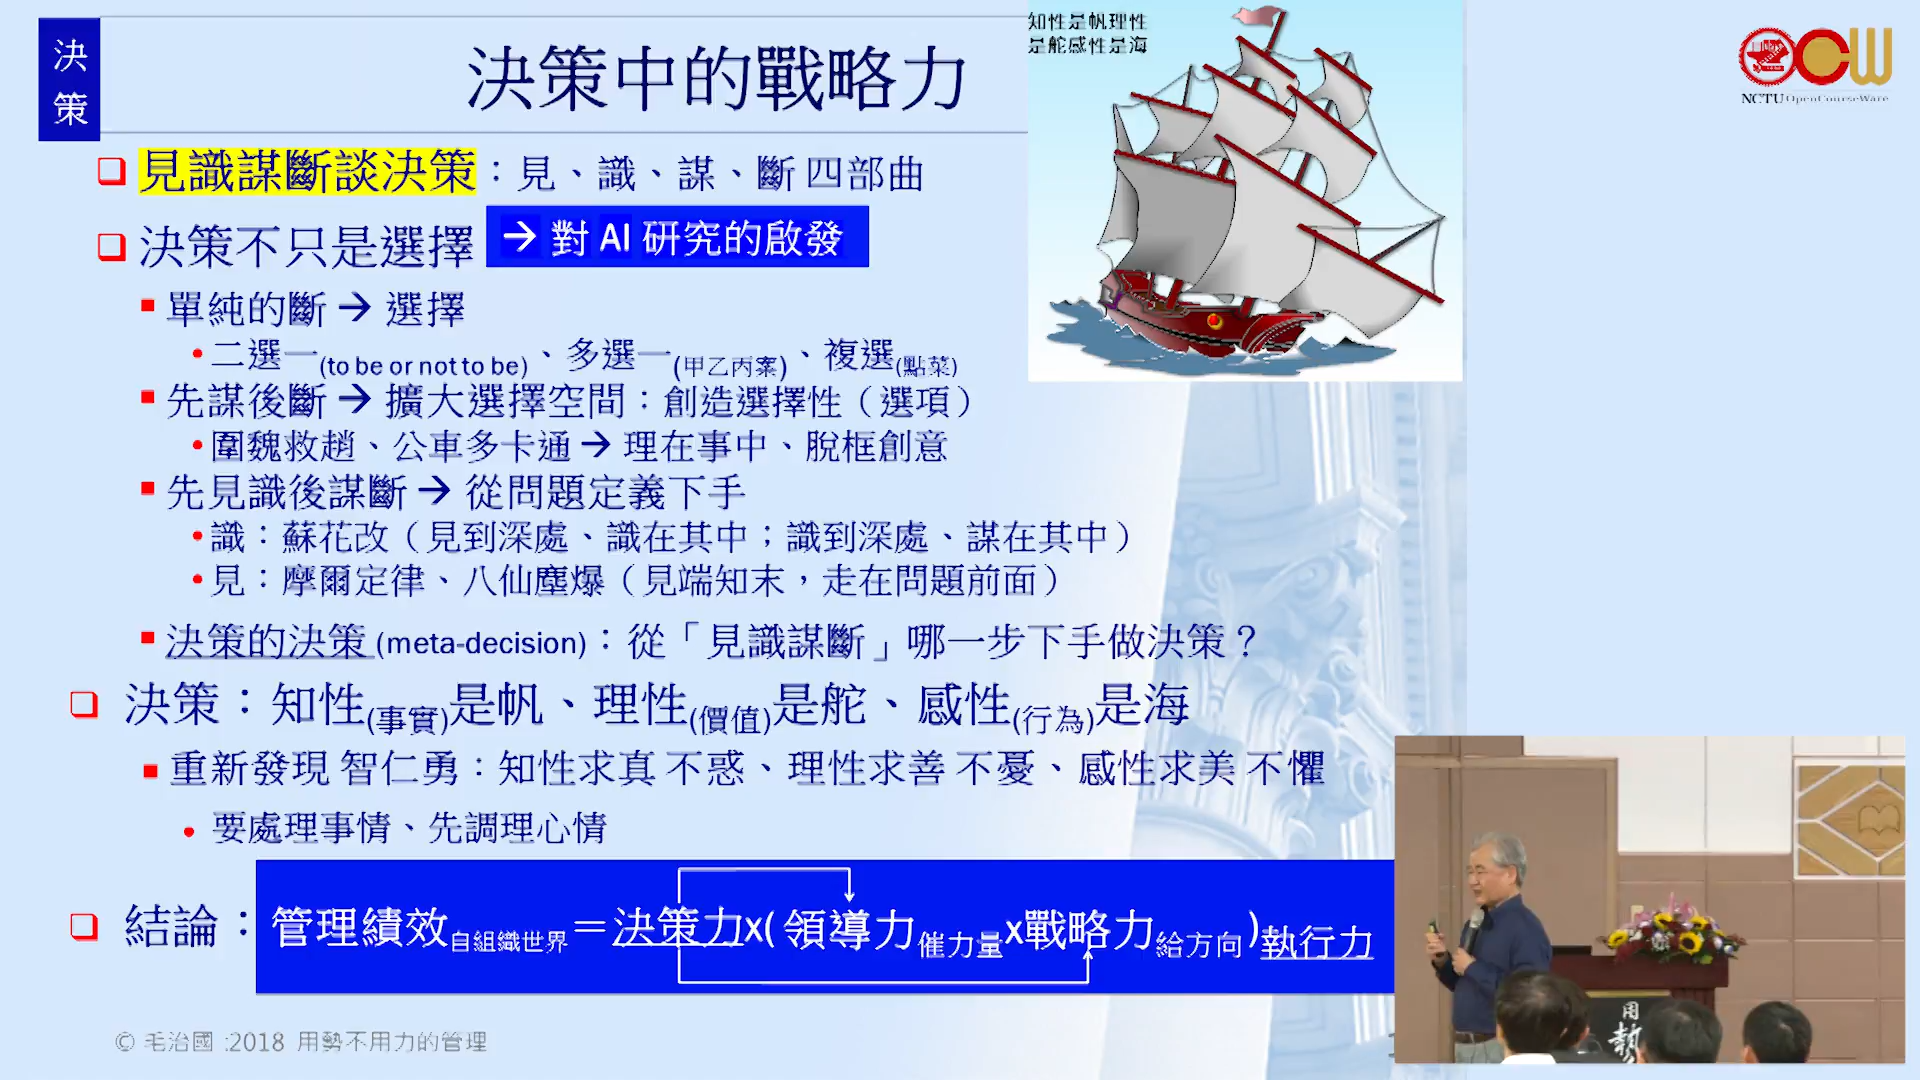 決策
決策中的戰略力
知性是帆理性
是舵感性是海
NCTU OpenCourseWare
見識謀斷談決策：見、識、謀、斷 四部曲
決策不只是選擇
→ 對 AI 研究的啟發
單純的斷 → 選擇
二選一(to be or not to be)、多選一(甲乙丙案)、複選(點菜)
先謀後斷 → 擴大選擇空間：創造選擇性（選項）
圍魏救趙、公車多卡通 → 理在事中、脫框創意
先見識後謀斷 → 從問題定義下手
識：蘇花改（見到深處、識在其中；識到深處、謀在其中）
見：摩爾定律、八仙塵爆（見端知末，走在問題前面）
決策的決策 (meta-decision)：從「見識謀斷」哪一步下手做決策？
決策：知性(事實)是帆、理性(價值)是舵、感性(行為)是海
重新發現 智仁勇：知性求真 不惑、理性求善 不憂、感性求美 不懼
要處理事情、先調理心情
結論：管理績效自組織世界＝決策力x( 領導力催力量x戰略力給方向 )執行力
© 毛治國 :2018 用勢不用力的管理
用